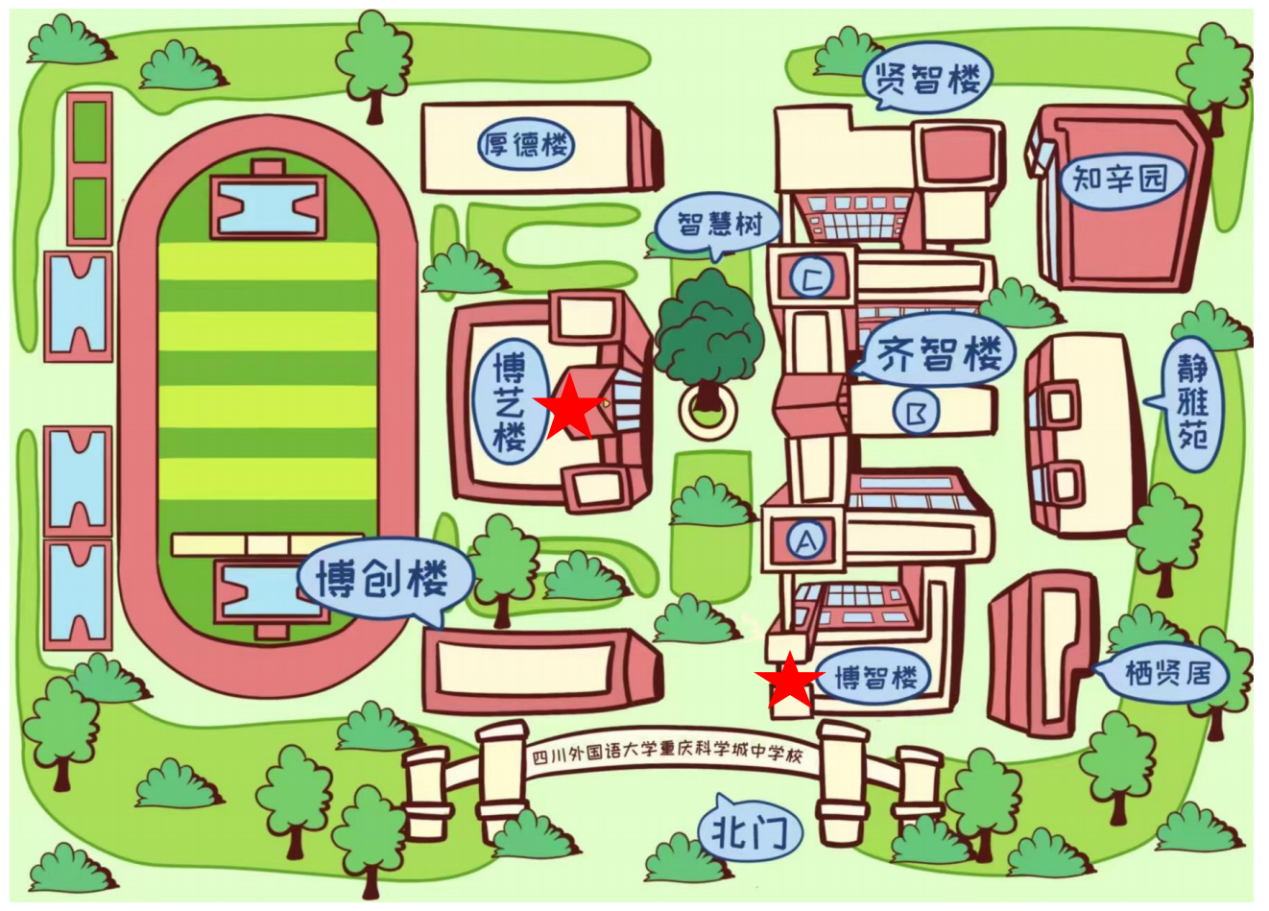 贤智楼
厚德楼
知辛园
智慧树
C
齐智楼
B
博艺楼
静雅苑
A
博创楼
博智楼
栖贤居
四川外国语大学重庆科学城中学校
北门